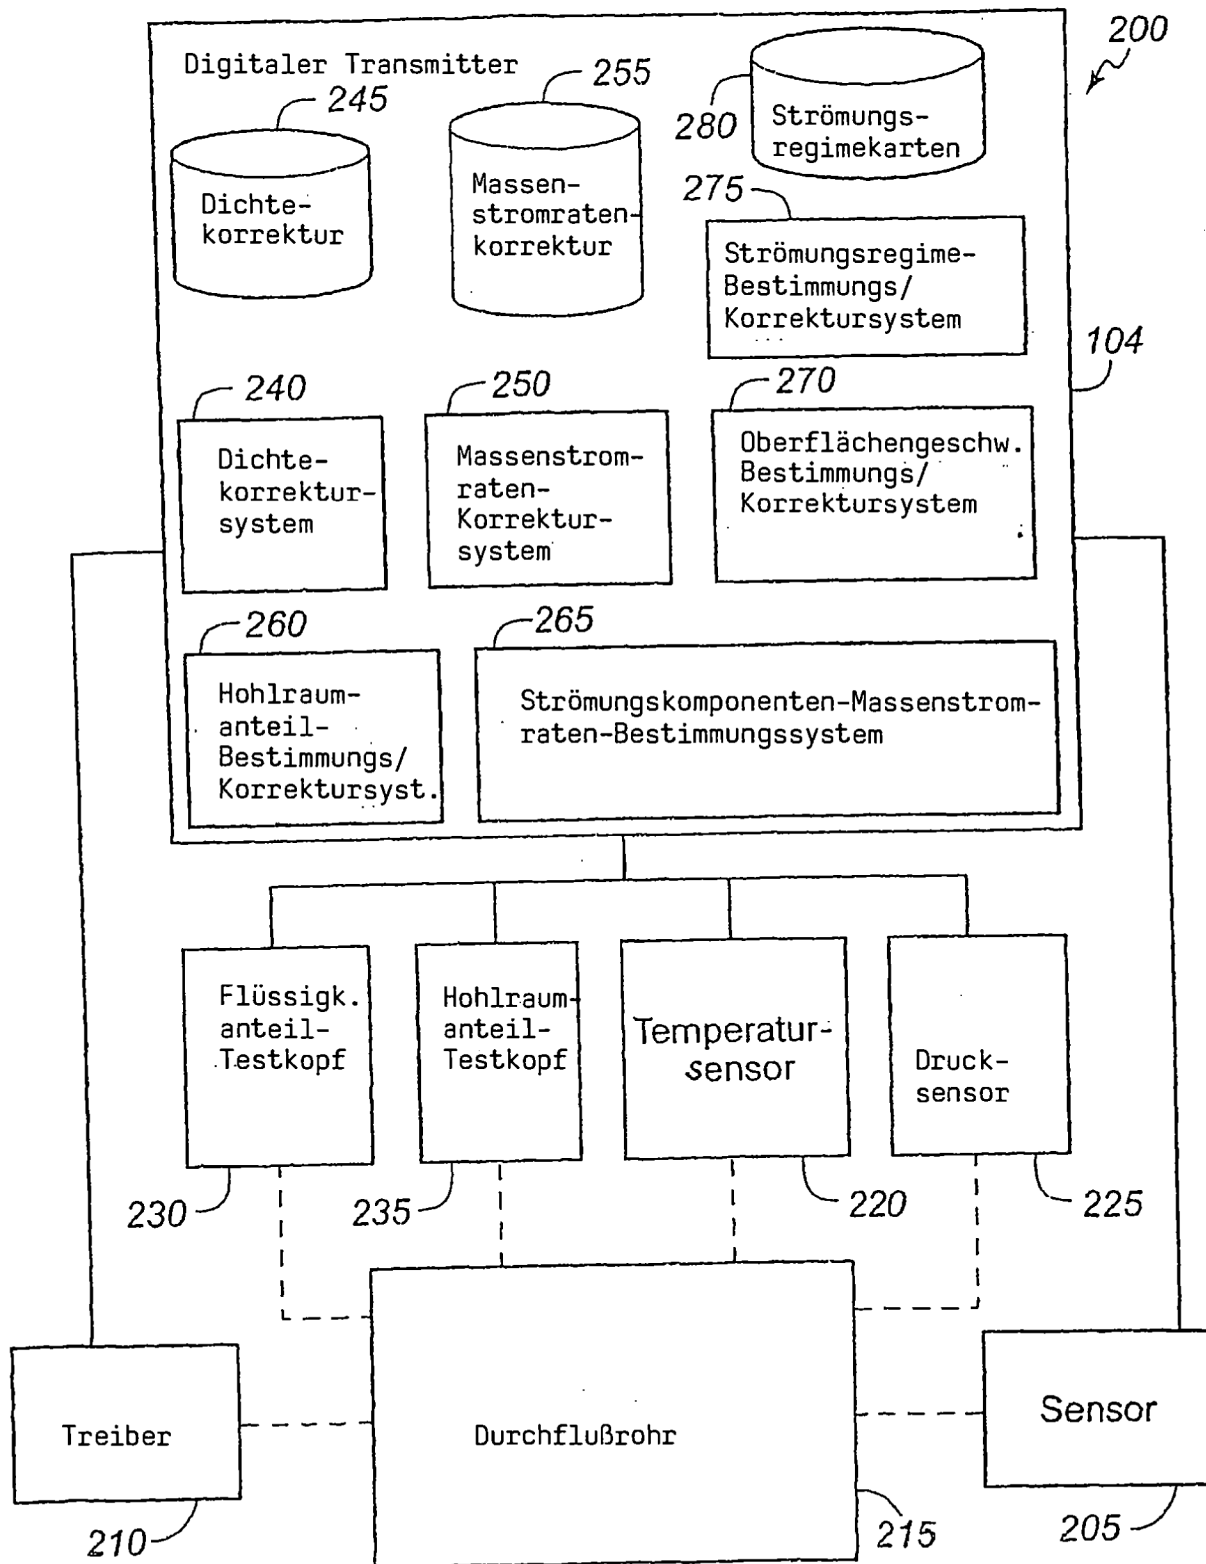 200
Digitaler Transmitter
245
255
280
Strömungs-
regimekarten
Dichte-
korrektur
Massen-
stromraten-
korrektur
275
Strömungsregime-
Bestimmungs/
Korrektursystem
104
240
250
270
Dichte-
korrektur-
system
Massenstrom-
raten-
Korrektur-
system
Oberflächengeschw.
Bestimmungs/
Korrektursystem
260
265
Hohlraum-
anteil-
Bestimmungs/
Korrektursyst.
Strömungskomponenten-Massenstrom-
raten-Bestimmungssystem
Flüssigk.
anteil-
Testkopf
Hohlraum-
anteil-
Testkopf
Temperatur-
sensor
Druck-
sensor
230
235
220
225
Treiber
Durchflußrohr
Sensor
210
215
205